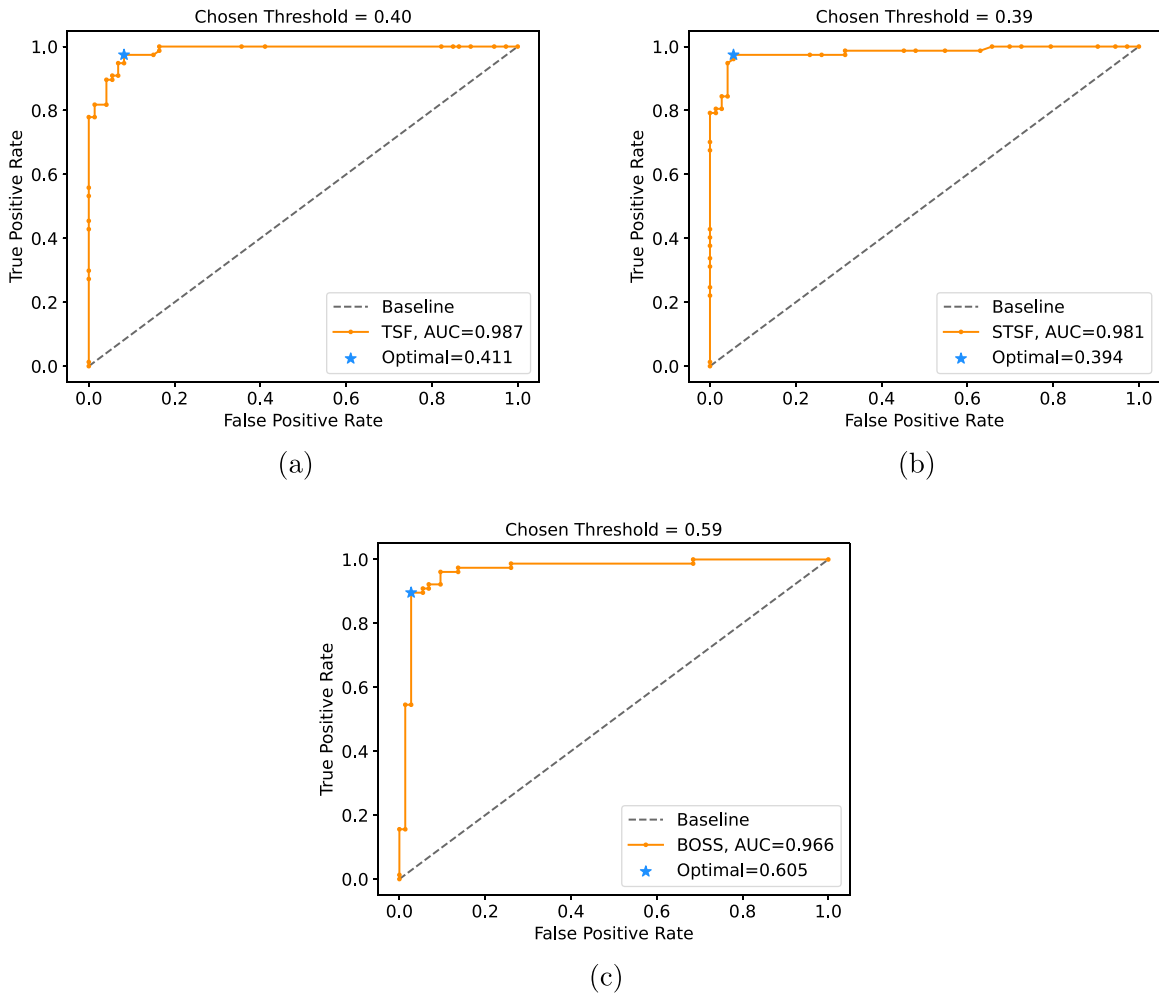 Chosen Threshold = 0.40
1.0
0.8
0.6
0.4
0.2
0.0
True Positive Rate
0.0 0.2 0.4 0.6 0.8 1.0
False Positive Rate
Baseline
TSF, AUC=0.987
Optimal=0.411
(a)
Chosen Threshold = 0.39
1.0
0.8
0.6
0.4
0.2
0.0
True Positive Rate
0.0 0.2 0.4 0.6 0.8 1.0
False Positive Rate
Baseline
STSF, AUC=0.981
Optimal=0.394
(b)
Chosen Threshold = 0.59
1.0
0.8
0.6
0.4
0.2
0.0
True Positive Rate
0.0 0.2 0.4 0.6 0.8 1.0
False Positive Rate
Baseline
BOSS, AUC=0.966
Optimal=0.605
(c)